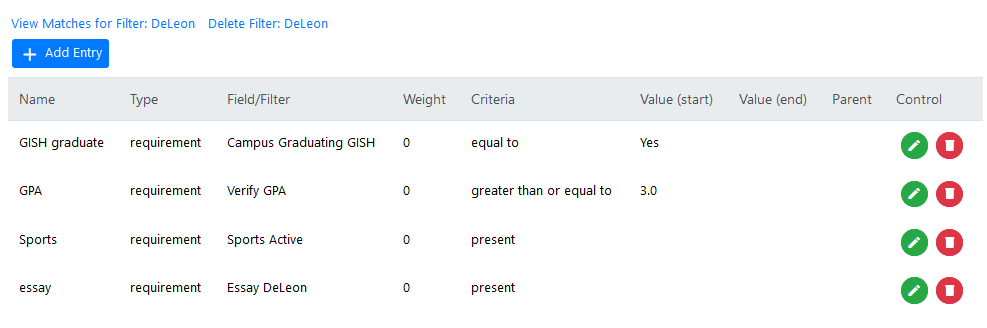 View Matches for Filter: DeLeon Delete Filter: DeLeon
+ Add Entry
Name Type Field/Filter Weight Criteria Value (start) Value (end) Parent Control
GISH graduate requirement Campus Graduating GISH 0 equal to Yes
GPA requirement Verify GPA 0 greater than or equal to 3.0
Sports requirement Sports Active 0 present
essay requirement Essay DeLeon 0 present